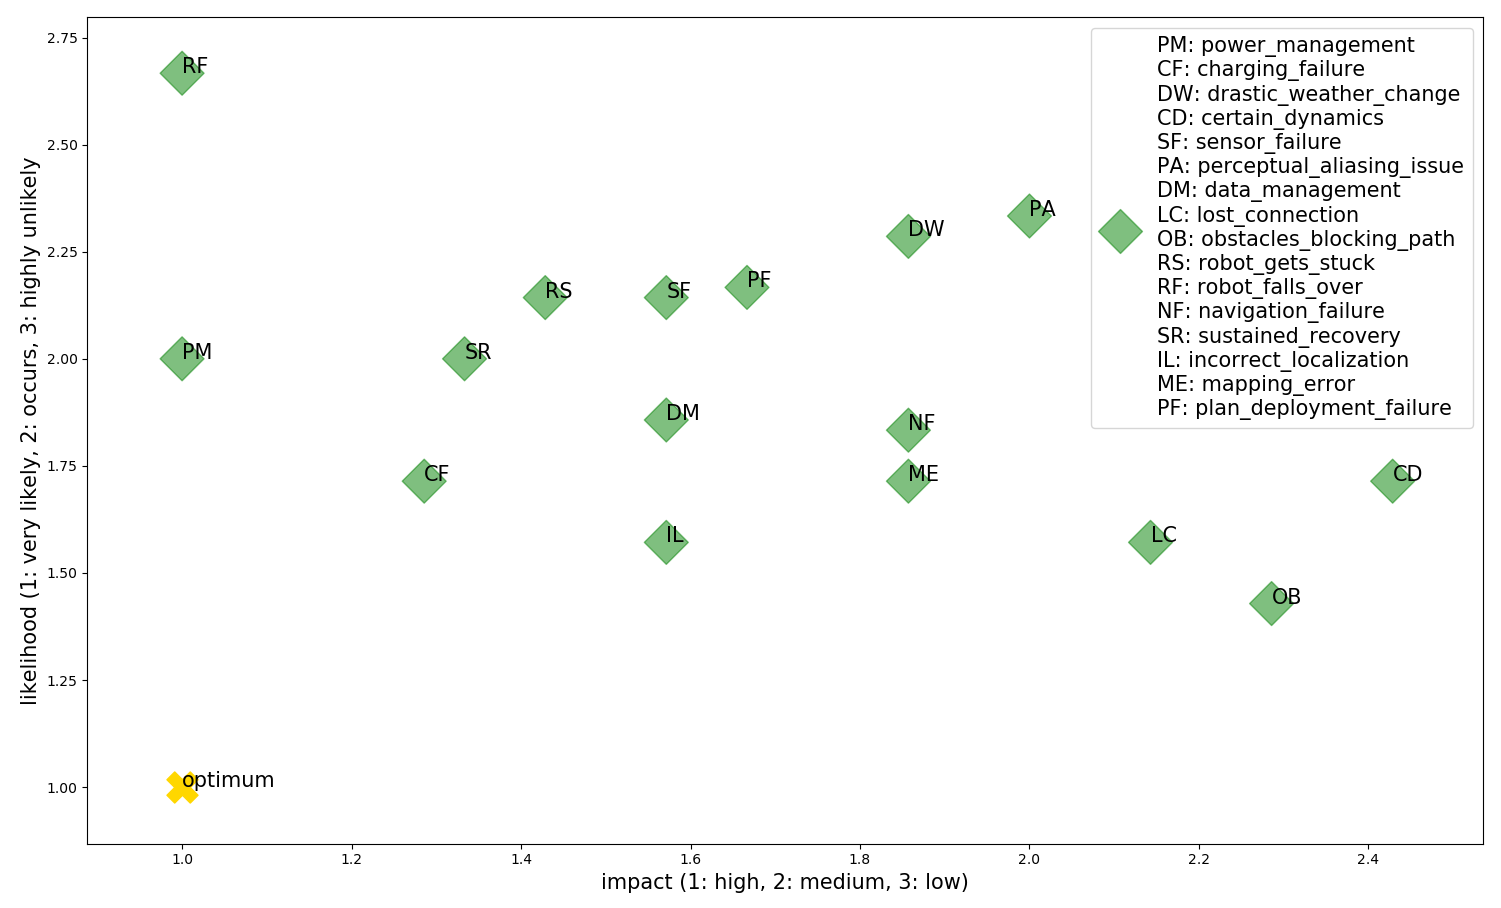 likelihood (1: very likely, 2: occurs, 3: highly unlikely
2.75
2.50
2.25
2.00
1.75
1.50
1.25
1.00
RF
PA
DW
PF
RS
SF
PM
SR
DM
NF
CF
ME
CD
IL
LC
OB
optimum
PM: power_management
CF: charging_failure
DW: drastic_weather_change
CD: certain_dynamics
SF: sensor_failure
PA: perceptual_aliasing_issue
DM: data_management
LC: lost_connection
OB: obstacles_blocking_path
RS: robot_gets_stuck
RF: robot_falls_over
NF: navigation_failure
SR: sustained_recovery
IL: incorrect_localization
ME: mapping_error
PF: plan_deployment_failure
1.0
1.2
1.4
1.6
1.8
2.0
2.2
2.4
impact (1: high, 2: medium, 3: low)